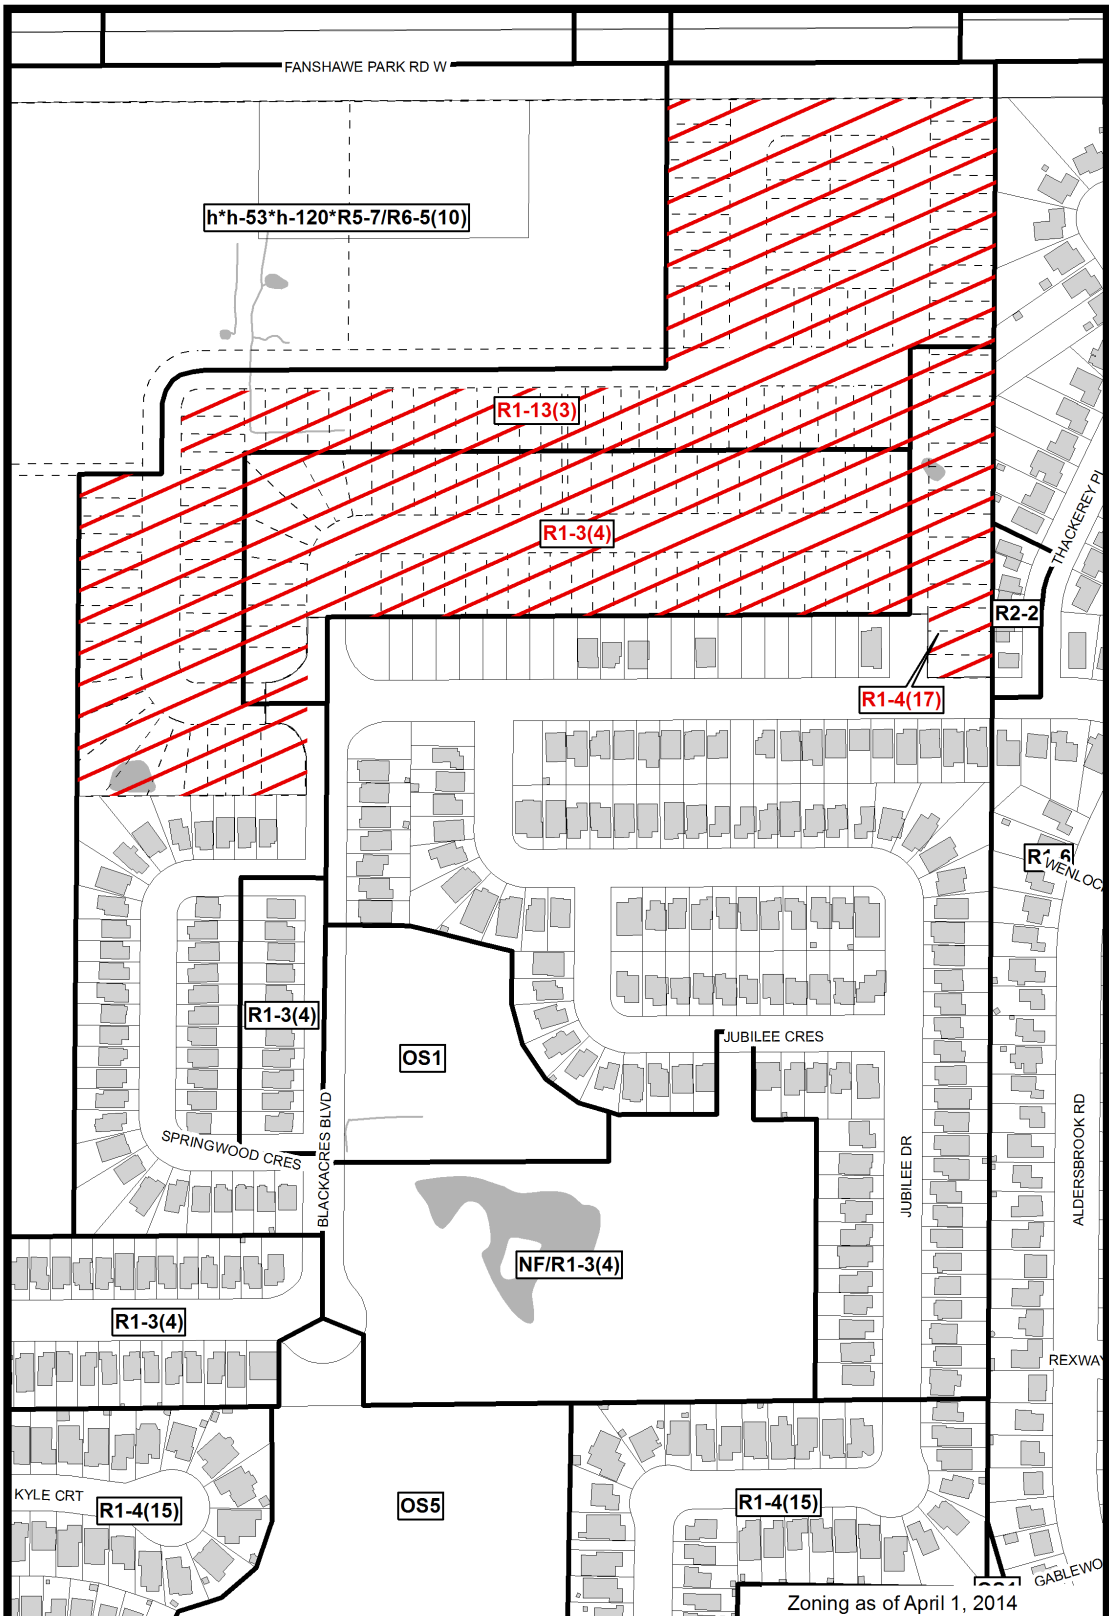 FANSHAWE PARK RD W
h*h-53*h-120*R5-7/R6-5(10)
R1-13(3)
R1-3(4)
THACKEREY PL
R2-2
R1-4(17)
R1-6
WENLOC
R1-3(4)
JUBILEE CRES
OS1
BLACKACRES BLVD
SPRINGWOOD CRES
JUBILEE DR
ALDERSBROOK RD
NF/R1-3(4)
R1-3(4)
REXWAY
KYLE CRT
R1-4(15)
OS5
R1-4(15)
GABLEWO
Zoning as of April 1, 2014